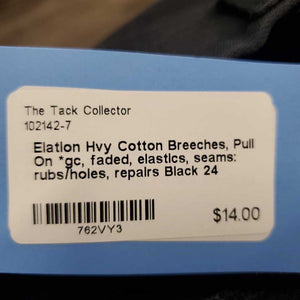 The Tack Collector
102142-7
Elation Hvy Cotton Breeches, Pull
On *gc, faded, elastics, seams:
rubs/holes, repairs Black 24
762VY3
$14.00